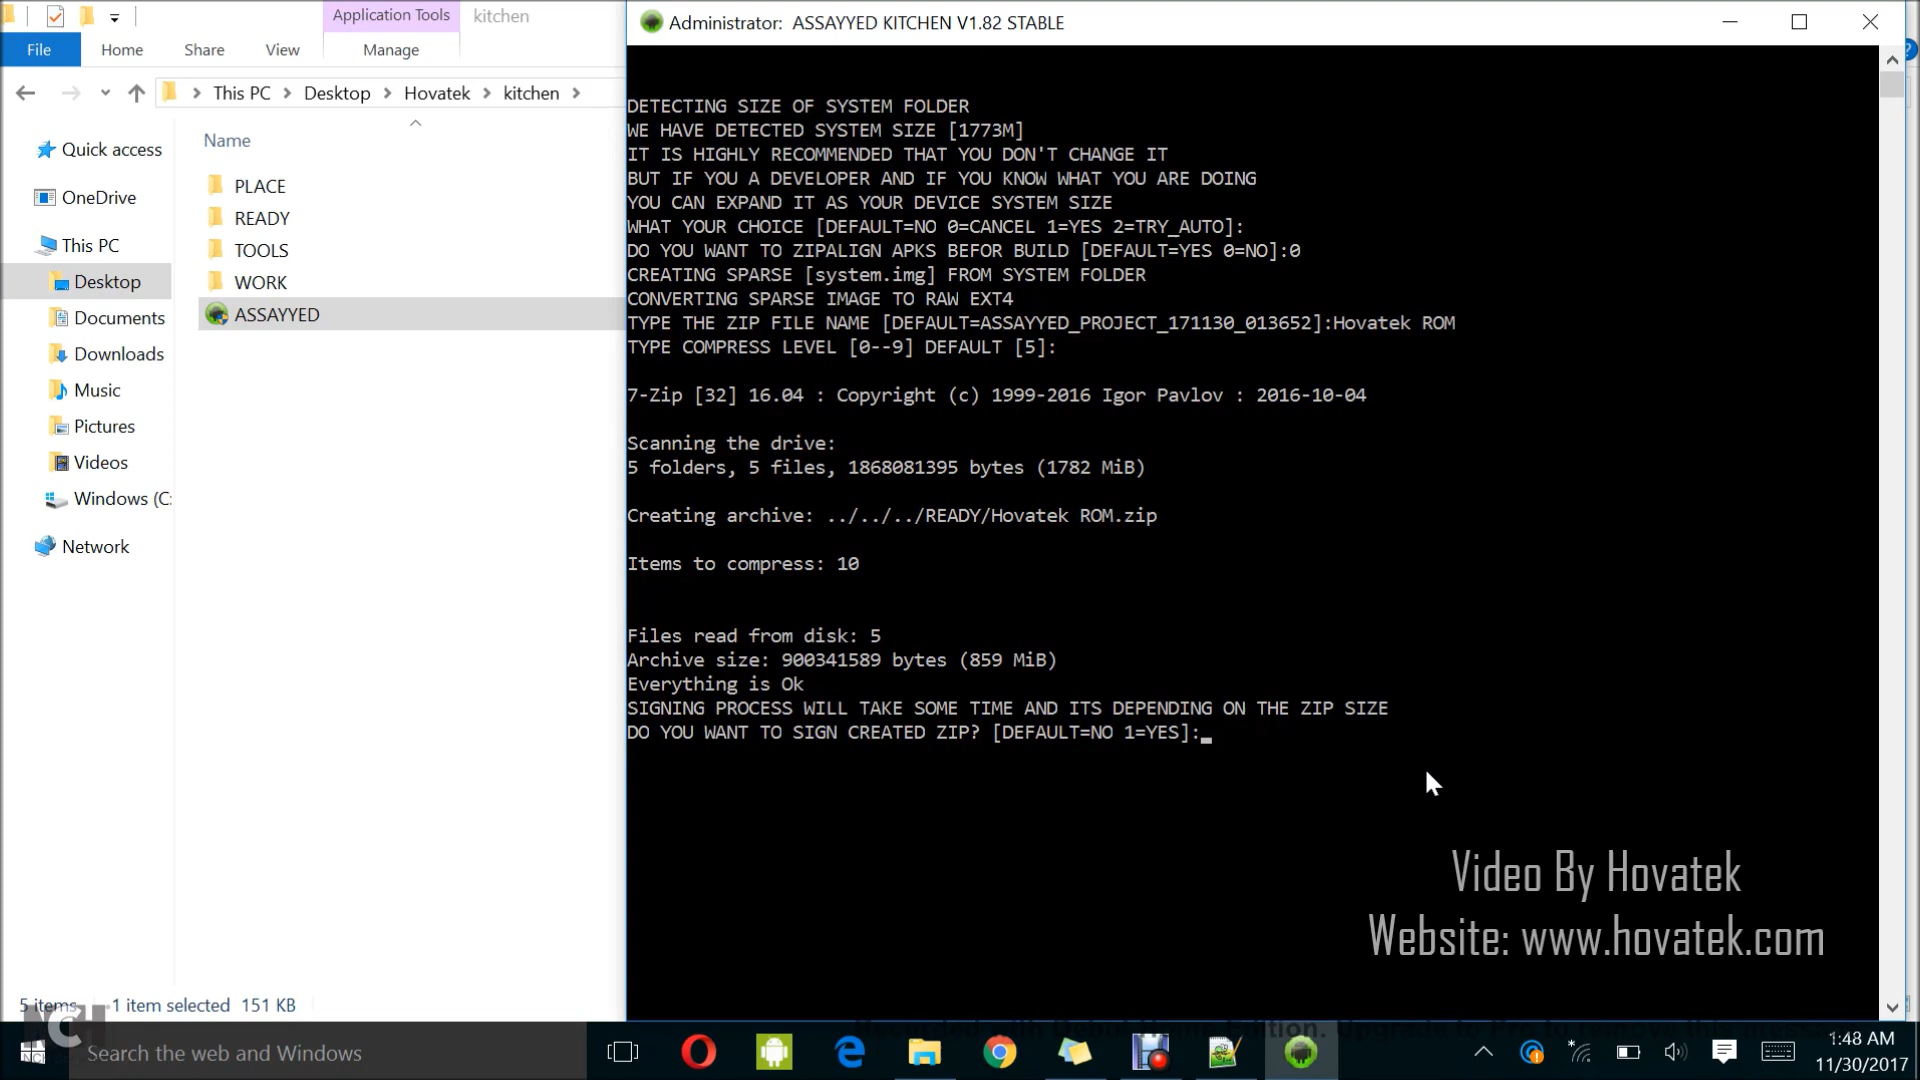 Application Tools
kitchen
File
Home
Share
View
Manage
This PC
Desktop
Hovatek
kitchen
Quick access
OneDrive
This PC
Desktop
Documents
Downloads
Music
Pictures
Videos
Windows (C:
Network
Name
PLACE
READY
TOOLS
WORK
ASSAYYED
5 items
1 item selected 151 KB
Administrator: ASSAYYED KITCHEN V1.82 STABLE
DETECTING SIZE OF SYSTEM FOLDER
WE HAVE DETECTED SYSTEM SIZE [1773M]
IT IS HIGHLY RECOMMENDED THAT YOU DON'T CHANGE IT
BUT IF YOU A DEVELOPER AND IF YOU KNOW WHAT YOU ARE DOING
YOU CAN EXPAND IT AS YOUR DEVICE SYSTEM SIZE
WHAT YOUR CHOICE [DEFAULT=NO 0=CANCEL 1=YES 2=TRY_AUTO]:
DO YOU WANT TO ZIPALIGN APKS BEFOR BUILD [DEFAULT=YES 0=NO]:0
CREATING SPARSE [system.img] FROM SYSTEM FOLDER
CONVERTING SPARSE IMAGE TO RAW EXT4
TYPE THE ZIP FILE NAME [DEFAULT=ASSAYYED_PROJECT_171130_013652]:Hovatek ROM
TYPE COMPRESS LEVEL [0--9] DEFAULT [5]:
7-Zip [32] 16.04 : Copyright (c) 1999-2016 Igor Pavlov : 2016-10-04
Scanning the drive:
5 folders, 5 files, 1868081395 bytes (1782 MiB)
Creating archive: ../../../READY/Hovatek ROM.zip
Items to compress: 10
Files read from disk: 5
Archive size: 900341589 bytes (859 MiB)
Everything is Ok
SIGNING PROCESS WILL TAKE SOME TIME AND ITS DEPENDING ON THE ZIP SIZE
DO YOU WANT TO SIGN CREATED ZIP? [DEFAULT=NO 1=YES]:_
Video By Hovatek
Website: www.hovatek.com
NCH
Search the web and Windows
1:48 AM
11/30/2017